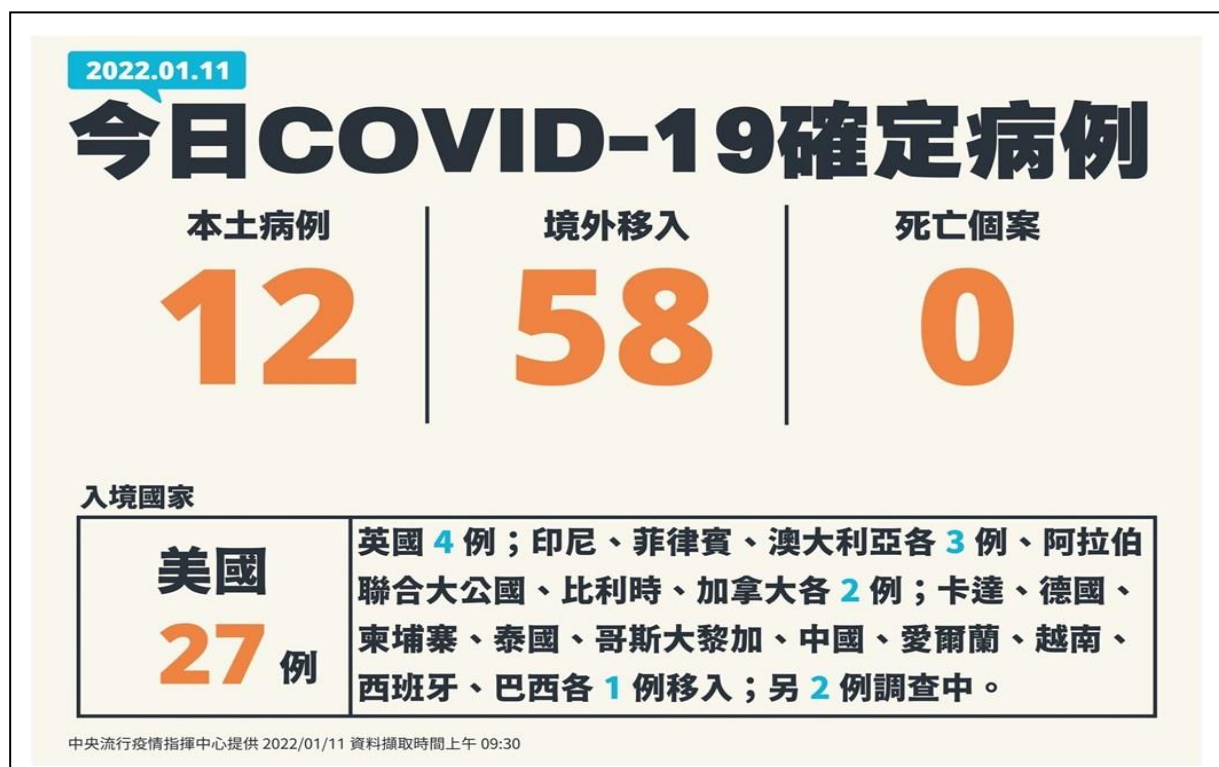 2022.01.11
今日COVID-19確定病例
本土病例
12
境外移入
58
死亡個案
0
入境國家
美國
27 例
英國 4 例；印尼、菲律賓、澳大利亞各 3 例、阿拉伯
聯合大公國、比利時、加拿大各 2 例；卡達、德國、
柬埔寨、泰國、哥斯大黎加、中國、愛爾蘭、越南、
西班牙、巴西各 1 例移入；另 2 例調查中。
中央流行疫情指揮中心提供 2022/01/11 資料擷取時間上午 09:30